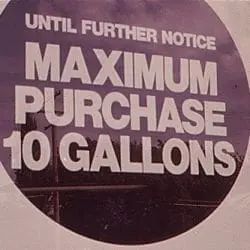 UNTIL FURTHER NOTICE
MAXIMUM
PURCHASE
10 GALLONS